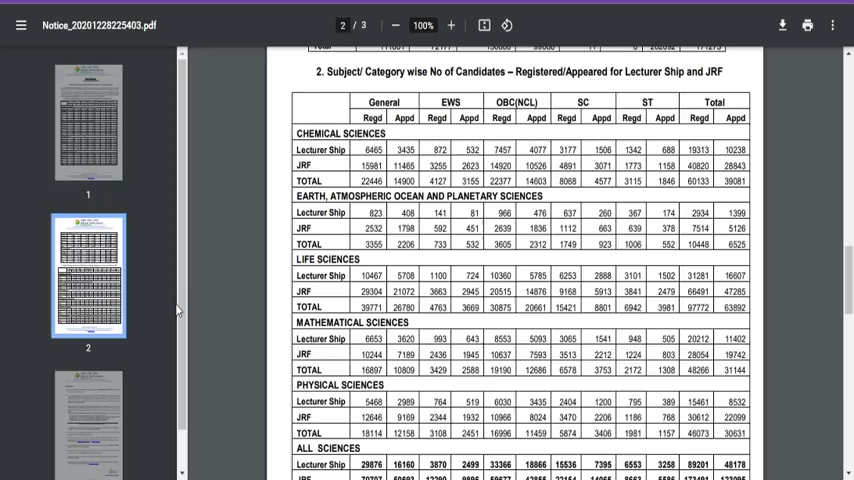 Notice_20201228225403.pdf 2 / 3 100%
2. Subject/ Category wise No of Candidates – Registered/Appeared for Lecturer Ship and JRF
General EWS OBC(NCL) SC ST Total
Regd Appd Regd Appd Regd Appd Regd Appd Regd Appd Regd Appd
CHEMICAL SCIENCES
Lecturer Ship 6465 3435 872 532 7457 4077 3177 1506 1342 688 19313 10238
JRF 15981 11465 3255 2623 14920 10526 4891 3071 1773 1158 40820 28843
TOTAL 22446 14900 4127 3155 22377 14603 8068 4577 3115 1846 60133 39081
EARTH, ATMOSPHERIC OCEAN AND PLANETARY SCIENCES
Lecturer Ship 823 408 141 81 966 476 637 260 367 174 2934 1399
JRF 2532 1798 592 451 2639 1836 1112 663 639 378 7514 5126
TOTAL 3355 2206 733 532 3605 2312 1749 923 1006 552 10448 6525
LIFE SCIENCES
Lecturer Ship 10467 5708 1100 724 10360 5785 6253 2888 3101 1502 31281 16607
JRF 29304 21072 3663 2945 20515 14876 9168 5913 3841 2479 66491 47285
TOTAL 39771 26780 4763 3669 30875 20661 15421 8801 6942 3981 97772 63892
MATHEMATICAL SCIENCES
Lecturer Ship 6653 3620 993 643 8553 5093 3065 1541 948 505 20212 11402
JRF 10244 7189 2436 1945 10637 7593 3513 2212 1224 803 28054 19742
TOTAL 16897 10809 3429 2588 19190 12686 6578 3753 2172 1308 48266 31144
PHYSICAL SCIENCES
Lecturer Ship 5468 2989 764 519 6030 3435 2404 1200 795 389 15461 8532
JRF 12646 9169 2344 1932 10966 8024 3470 2206 1186 768 30612 22099
TOTAL 18114 12158 3108 2451 16996 11459 5874 3406 1981 1157 46073 30631
ALL SCIENCES
Lecturer Ship 29876 16160 3870 2499 33366 18866 15536 7395 6553 3258 89201 48178
1
2